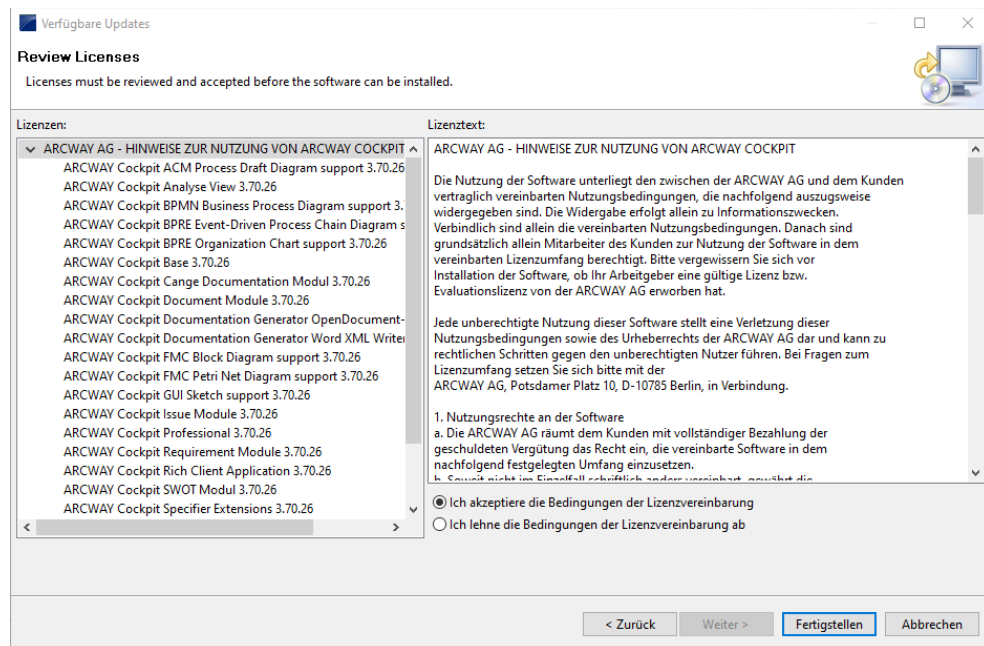 Verfügbare Updates
Review Licenses
Licenses must be reviewed and accepted before the software can be installed.
Lizenzen:
ARCWAY AG - HINWEISE ZUR NUTZUNG VON ARCWAY COCKPIT
ARCWAY Cockpit ACM Process Draft Diagram support 3.70.26
ARCWAY Cockpit Analyse View 3.70.26
ARCWAY Cockpit BPMN Business Process Diagram support 3.
ARCWAY Cockpit BPRE Event-Driven Process Chain Diagram s
ARCWAY Cockpit BPRE Organization Chart support 3.70.26
ARCWAY Cockpit Base 3.70.26
ARCWAY Cockpit Cange Documentation Modul 3.70.26
ARCWAY Cockpit Document Module 3.70.26
ARCWAY Cockpit Documentation Generator OpenDocument-
ARCWAY Cockpit Documentation Generator Word XML Writer
ARCWAY Cockpit FMC Block Diagram support 3.70.26
ARCWAY Cockpit FMC Petri Net Diagram support 3.70.26
ARCWAY Cockpit GUI Sketch support 3.70.26
ARCWAY Cockpit Issue Module 3.70.26
ARCWAY Cockpit Professional 3.70.26
ARCWAY Cockpit Requirement Module 3.70.26
ARCWAY Cockpit Rich Client Application 3.70.26
ARCWAY Cockpit SWOT Modul 3.70.26
ARCWAY Cockpit Specifier Extensions 3.70.26
Lizenztext:
ARCWAY AG - HINWEISE ZUR NUTZUNG VON ARCWAY COCKPIT
Die Nutzung der Software unterliegt den zwischen der ARCWAY AG und dem Kunden
vertraglich vereinbarten Nutzungsbedingungen, die nachfolgend auszugsweise
widergegeben sind. Die Widergabe erfolgt allein zu Informationszwecken.
Verbindlich sind allein die vereinbarten Nutzungsbedingungen. Danach sind
grundsätzlich allein Mitarbeiter des Kunden zur Nutzung der Software in dem
vereinbarten Lizenzumfang berechtigt. Bitte vergewissern Sie sich vor
Installation der Software, ob Ihr Arbeitgeber eine gültige Lizenz bzw.
Evaluationslizenz von der ARCWAY AG erworben hat.
Jede unberechtigte Nutzung dieser Software stellt eine Verletzung dieser
Nutzungsbedingungen sowie des Urheberrechts der ARCWAY AG dar und kann zu
rechtlichen Schritten gegen den unberechtigten Nutzer führen. Bei Fragen zum
Lizenzumfang setzen Sie sich bitte mit der
ARCWAY AG, Potsdamer Platz 10, D-10785 Berlin, in Verbindung.
1. Nutzungsrechte an der Software
a. Die ARCWAY AG räumt dem Kunden mit vollständiger Bezahlung der
geschuldeten Vergütung das Recht ein, die vereinbarte Software in dem
nachfolgend festgelegten Umfang einzusetzen.
b. Soweit nicht im Einzelfall schriftlich anders vereinbart, gewährt die
Ich akzeptiere die Bedingungen der Lizenzvereinbarung
Ich lehne die Bedingungen der Lizenzvereinbarung ab
< Zurück
Weiter >
Fertigstellen
Abbrechen